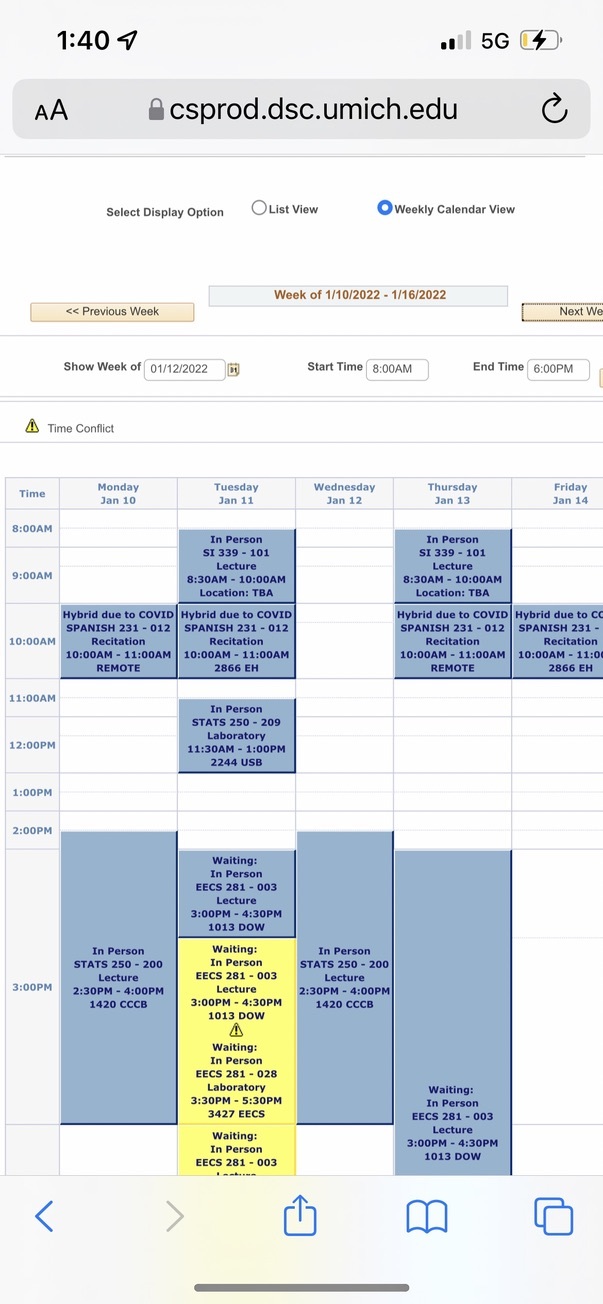 1:40
5G
AA csprod.dsc.umich.edu
Select Display Option List View Weekly Calendar View
Week of 1/10/2022 - 1/16/2022
<< Previous Week Next We
Show Week of 01/12/2022 Start Time 8:00AM End Time 6:00PM
Time Conflict
Time Monday Jan 10 Tuesday Jan 11 Wednesday Jan 12 Thursday Jan 13 Friday Jan 14
8:00AM
9:00AM
In Person
SI 339 - 101
Lecture
8:30AM - 10:00AM
Location: TBA
In Person
SI 339 - 101
Lecture
8:30AM - 10:00AM
Location: TBA
10:00AM
Hybrid due to COVID
SPANISH 231 - 012
Recitation
10:00AM - 11:00AM
REMOTE
Hybrid due to COVID
SPANISH 231 - 012
Recitation
10:00AM - 11:00AM
2866 EH
Hybrid due to COVID
SPANISH 231 - 012
Recitation
10:00AM - 11:00AM
REMOTE
Hybrid due to CO
SPANISH 231 -
Recitation
10:00AM - 11:00
2866 EH
11:00AM
12:00PM
In Person
STATS 250 - 209
Laboratory
11:30AM - 1:00PM
2244 USB
1:00PM
2:00PM
3:00PM
In Person
STATS 250 - 200
Lecture
2:30PM - 4:00PM
1420 CCCB
Waiting:
In Person
EECS 281 - 003
Lecture
3:00PM - 4:30PM
1013 DOW
Waiting:
In Person
EECS 281 - 003
Lecture
3:00PM - 4:30PM
1013 DOW
Waiting:
In Person
EECS 281 - 028
Laboratory
3:30PM - 5:30PM
3427 EECS
Waiting:
In Person
EECS 281 - 003
In Person
STATS 250 - 200
Lecture
2:30PM - 4:00PM
1420 CCCB
Waiting:
In Person
EECS 281 - 003
Lecture
3:00PM - 4:30PM
1013 DOW